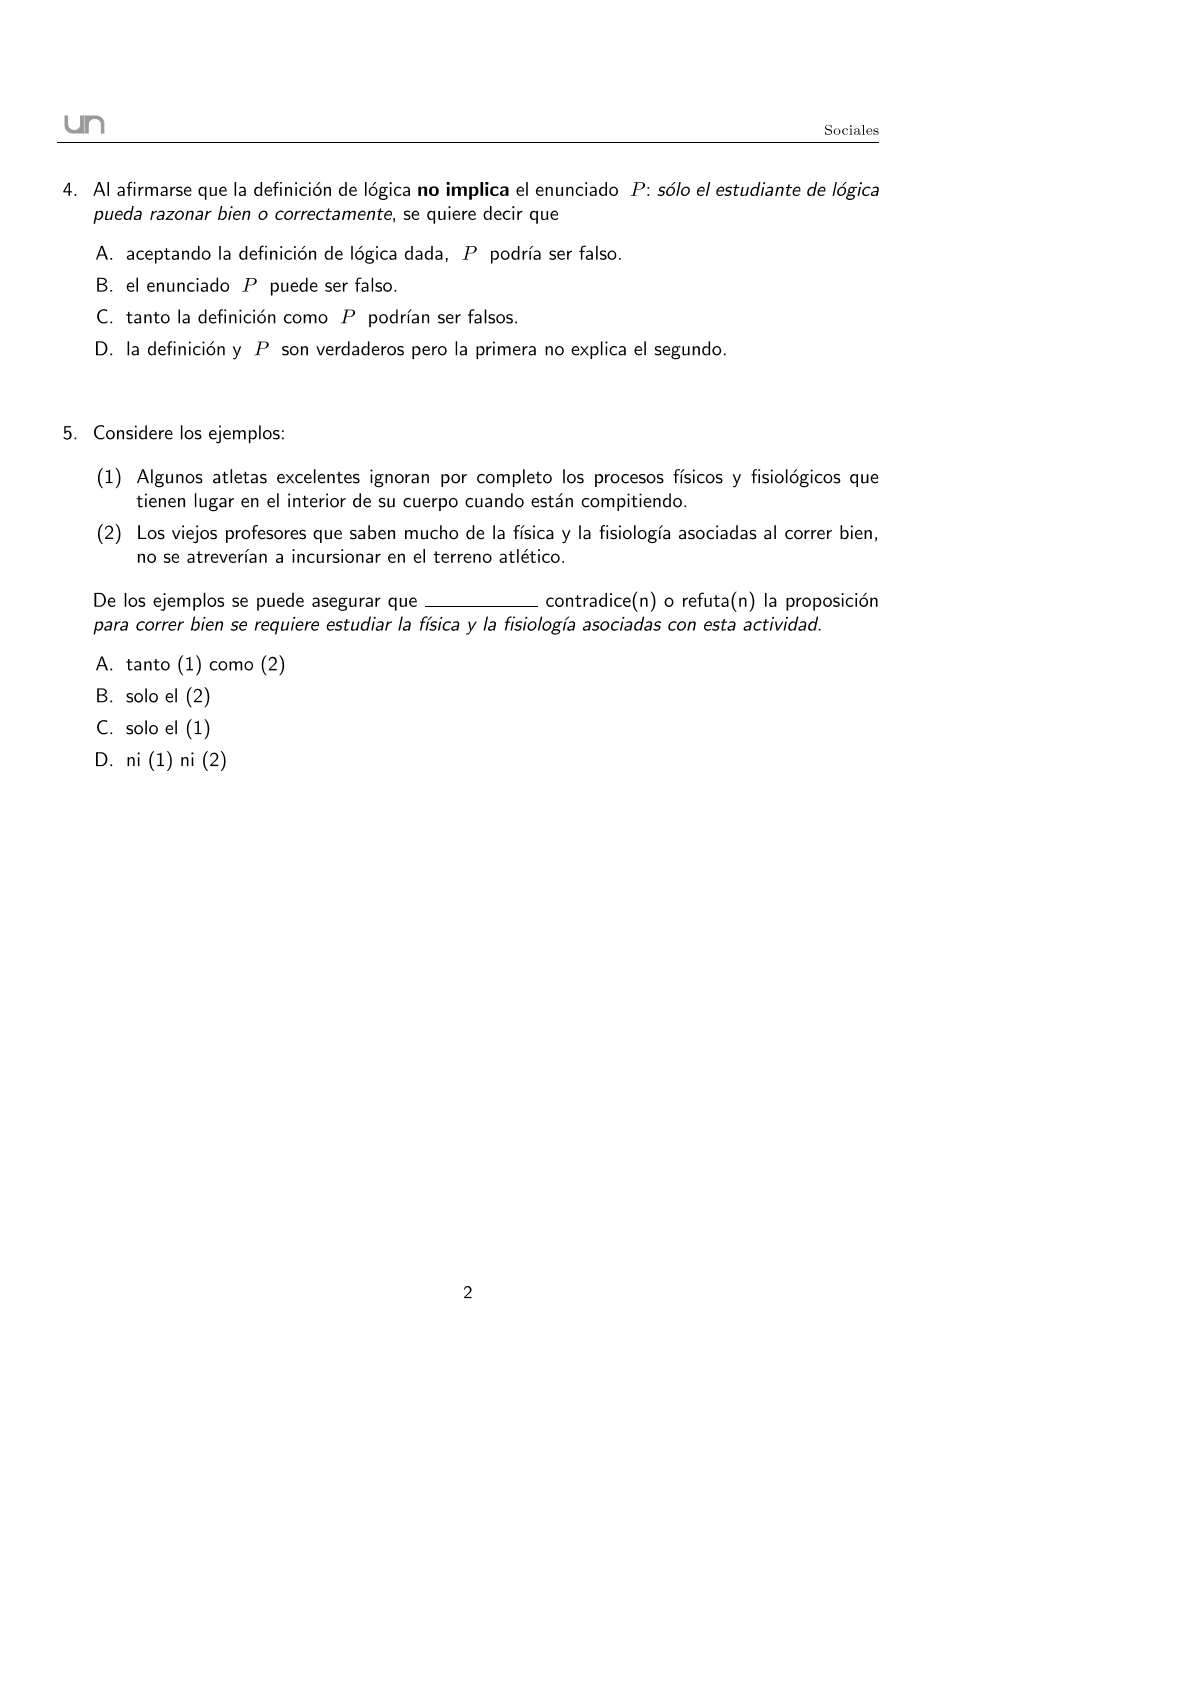 un
Sociales
4. Al afirmarse que la definición de lógica no implica el enunciado P: sólo el estudiante de lógica
pueda razonar bien o correctamente, se quiere decir que
A. aceptando la definición de lógica dada, P podría ser falso.
B. el enunciado P puede ser falso.
C. tanto la definición como P podrían ser falsos.
D. la definición y P son verdaderos pero la primera no explica el segundo.
5. Considere los ejemplos:
(1) Algunos atletas excelentes ignoran por completo los procesos físicos y fisiológicos que
tienen lugar en el interior de su cuerpo cuando están compitiendo.
(2) Los viejos profesores que saben mucho de la física y la fisiología asociadas al correr bien,
no se atreverían a incursionar en el terreno atlético.
De los ejemplos se puede asegurar que ____________ contradice(n) o refuta(n) la proposición
para correr bien se requiere estudiar la física y la fisiología asociadas con esta actividad.
A. tanto (1) como (2)
B. solo el (2)
C. solo el (1)
D. ni (1) ni (2)
2